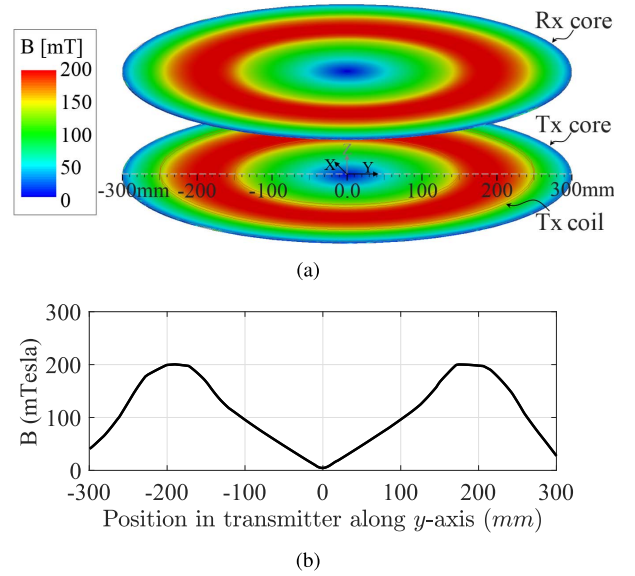 B [mT]
200
150
100
50
0
Rx core
Tx core
Z
X
Y
-300mm
-200
-100
0.0
100
200
300mm
Tx coil
(a)
300
200
100
0
B (mTesla)
-300
-200
-100
0
100
200
300
Position in transmitter along y-axis (mm)
(b)